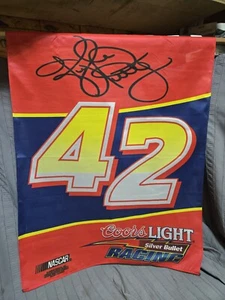 42
Coors LIGHT
Silver Bullet
RACING
NASCAR